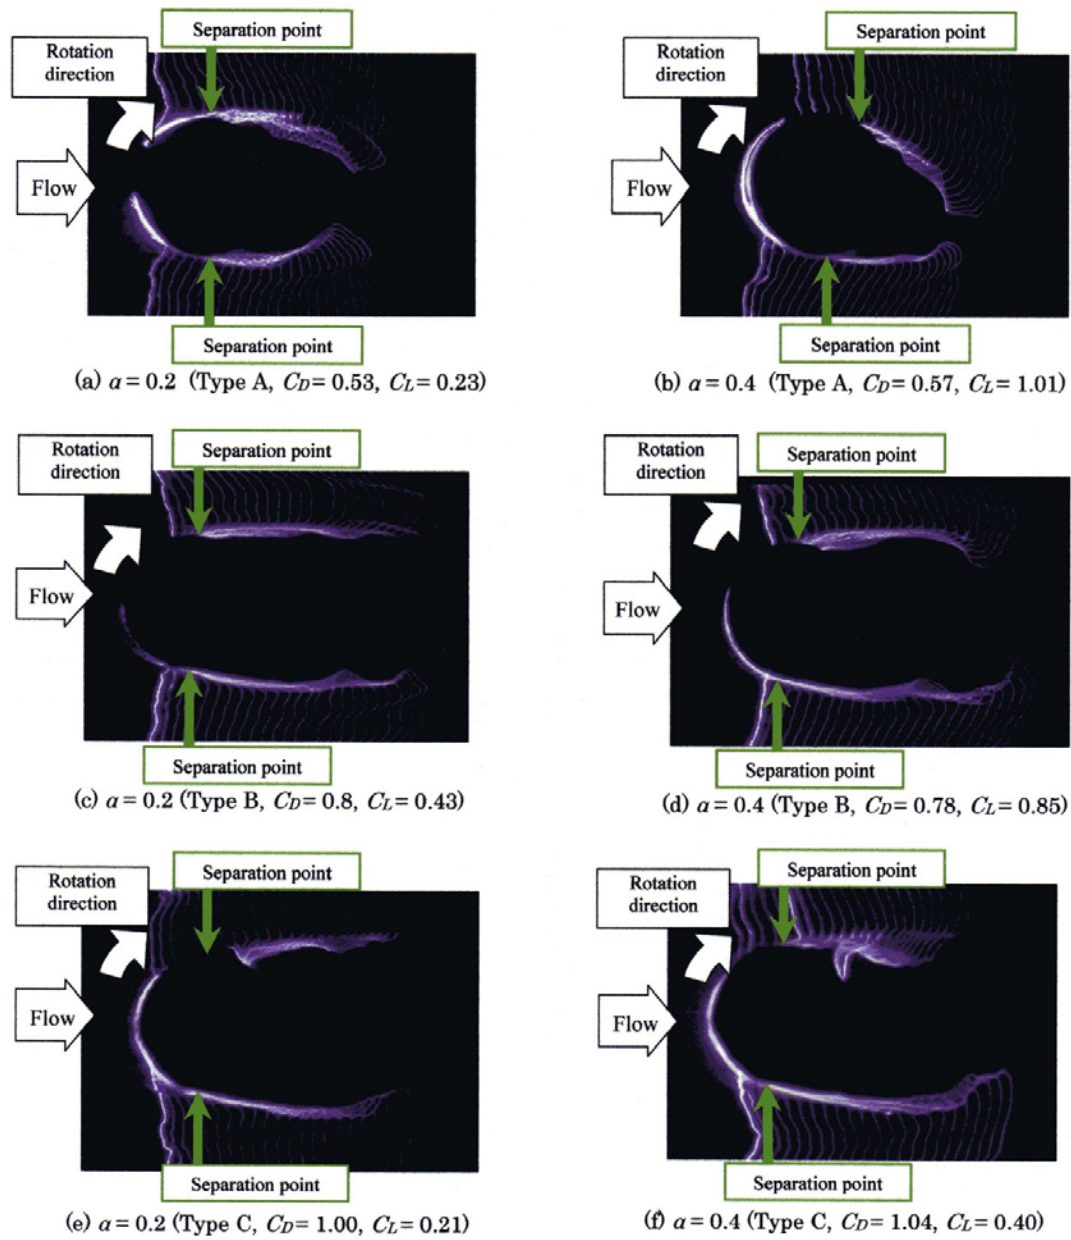 Separation point
Rotation
direction
Flow
Separation point
(a) α = 0.2 (Type A, CD= 0.53, CL= 0.23)
Separation point
Rotation
direction
Flow
Separation point
(b) α = 0.4 (Type A, CD= 0.57, CL= 1.01)
Rotation
direction
Separation point
Flow
Separation point
(c) α = 0.2 (Type B, CD= 0.8, CL= 0.43)
Rotation
direction
Separation point
Flow
Separation point
(d) α = 0.4 (Type B, CD= 0.78, CL= 0.85)
Rotation
direction
Separation point
Flow
Separation point
(e) α = 0.2 (Type C, CD= 1.00, CL= 0.21)
Rotation
direction
Separation point
Flow
Separation point
(f) α = 0.4 (Type C, CD= 1.04, CL= 0.40)